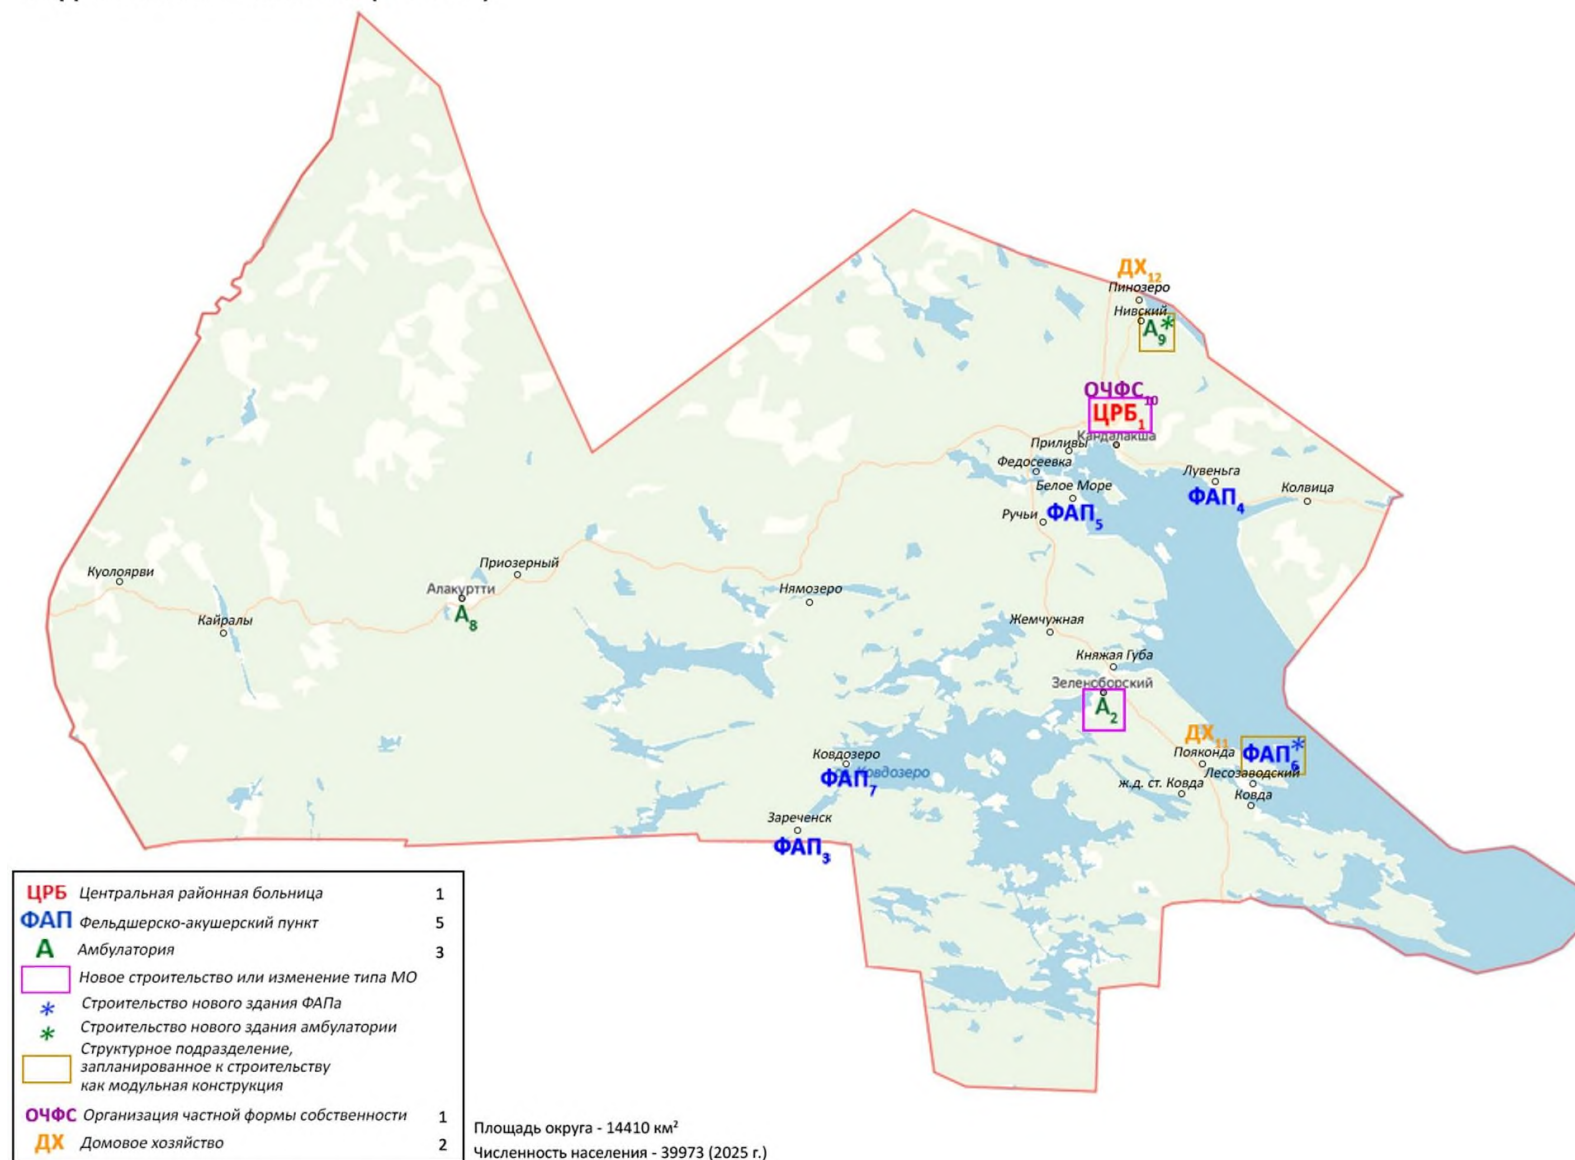 ДХ12
Пинозеро
Нивский
А9*
ОЧФС10
ЦРБ1
Кандалакша
Приливы
Федосеевка
Белое Море
ФАП5
Ручьи
Лувеньга
ФАП4
Колвица
Куолоярви
Кайралы
Приозерный
Алакуртти
А8
Нямозеро
Жемчужная
Княжая Губа
Зеленоборский
А2
ДХ11
Пояконда
ФАП6*
Лесозаводский
ж.д. ст. Ковда
Ковда
Ковдозеро
Ковдозеро
ФАП7
Зареченск
ФАП3
ЦРБ Центральная районная больница 1
ФАП Фельдшерско-акушерский пункт 5
А Амбулатория 3
Новое строительство или изменение типа МО
* Строительство нового здания ФАПа
* Строительство нового здания амбулатории
Структурное подразделение,
запланированное к строительству
как модульная конструкция
ОЧФС Организация частной формы собственности 1
ДХ Домовое хозяйство 2
Площадь округа - 14410 км²
Численность населения - 39973 (2025 г.)